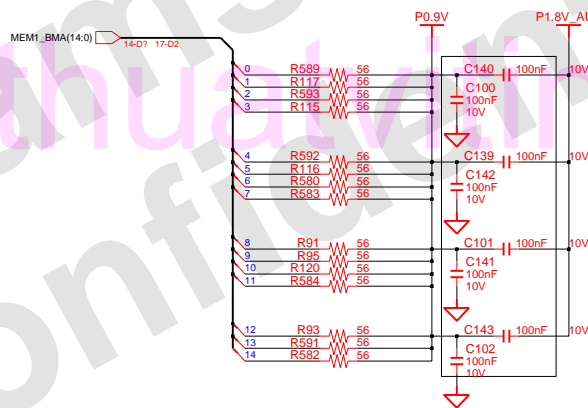 P0.9V P1.8V_AU
MEM1_BMA(14:0) 14-D? 17-D2
0 R589 56 C140 100nF 10V
1 R117 56
2 R593 56 C100 100nF 10V
3 R115 56
4 R592 56 C139 100nF 10V
5 R116 56
6 R580 56 C142 100nF 10V
7 R583 56
8 R91 56 C101 100nF 10V
9 R95 56
10 R120 56 C141 100nF 10V
11 R584 56
12 R93 56 C143 100nF 10V
13 R591 56
14 R582 56 C102 100nF 10V
thuatvitin
onfiden